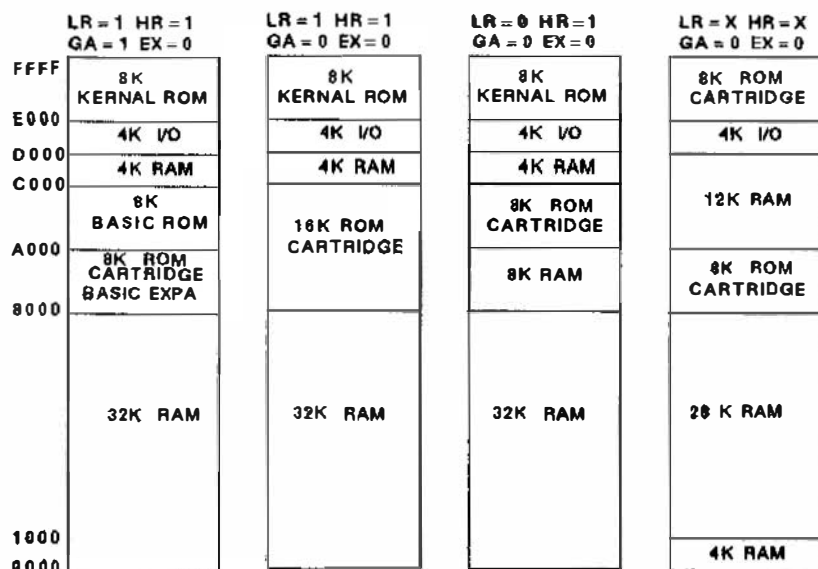 LR = 1 HR = 1
GA = 1 EX = 0
LR = 1 HR = 1
GA = 0 EX = 0
LR = 0 HR = 1
GA = 0 EX = 0
LR = X HR = X
GA = 0 EX = 0
FFFF
E000
D000
C000
A000
8000
1000
0000
8K
KERNAL ROM
4K I/O
4K RAM
8K
BASIC ROM
8K ROM
CARTRIDGE
BASIC EXPA
32K RAM
8K
KERNAL ROM
4K I/O
4K RAM
16K ROM
CARTRIDGE
32K RAM
8K
KERNAL ROM
4K I/O
4K RAM
8K ROM
CARTRIDGE
8K RAM
32K RAM
8K ROM
CARTRIDGE
4K I/O
12K RAM
8K ROM
CARTRIDGE
28 K RAM
4K RAM